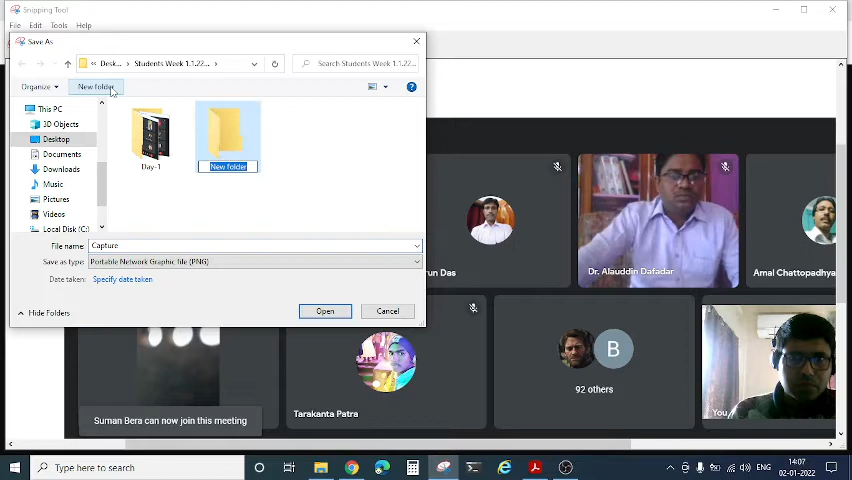 Snipping Tool
File Edit Tools Help
Save As
« Desk... › Students Week 1.1.22... ›
Search Students Week 1.1.22...
Organize
New folder
This PC
3D Objects
Desktop
Documents
Downloads
Music
Pictures
Videos
Local Disk (C:)
Day-1
New folder
File name: Capture
Save as type: Portable Network Graphic file (PNG)
Date taken: Specify date taken
Hide Folders
Open
Cancel
run Das
Dr. Alauddin Dafadar
Amal Chattopadhya
Suman Bera can now join this meeting
Tarakanta Patra
B
92 others
You
Type here to search
ENG
14:07
02-01-2022